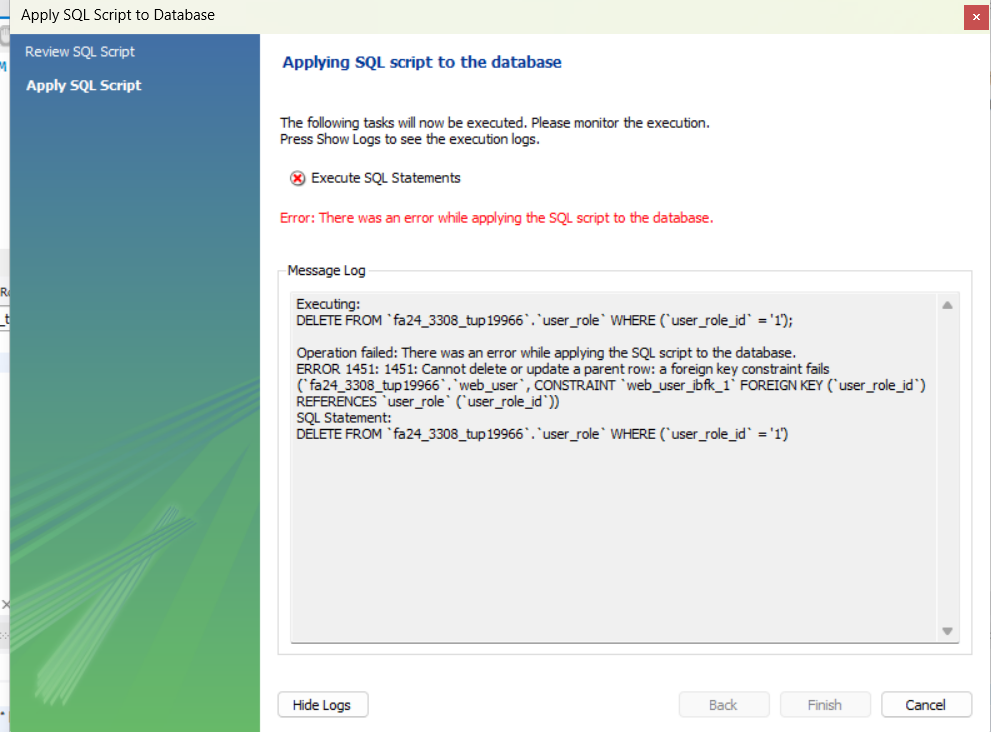 Apply SQL Script to Database
Review SQL Script
Apply SQL Script
Applying SQL script to the database
The following tasks will now be executed. Please monitor the execution.
Press Show Logs to see the execution logs.
Execute SQL Statements
Error: There was an error while applying the SQL script to the database.
Message Log
Executing:
DELETE FROM `fa24_3308_tup19966`.`user_role` WHERE (`user_role_id` = '1');
Operation failed: There was an error while applying the SQL script to the database.
ERROR 1451: 1451: Cannot delete or update a parent row: a foreign key constraint fails
(`fa24_3308_tup19966`.`web_user`, CONSTRAINT `web_user_ibfk_1` FOREIGN KEY (`user_role_id`)
REFERENCES `user_role` (`user_role_id`))
SQL Statement:
DELETE FROM `fa24_3308_tup19966`.`user_role` WHERE (`user_role_id` = '1')
Hide Logs
Back
Finish
Cancel